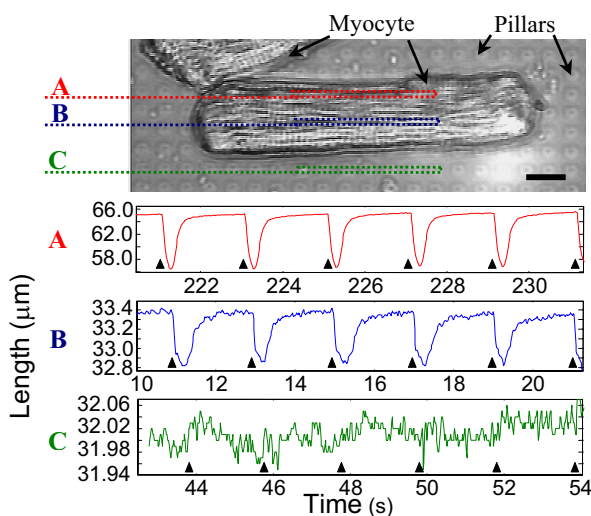 Myocyte Pillars
A
B
C
A
66.0
62.0
58.0
222 224 226 228 230
B
33.4
33.2
33.0
32.8
10 12 14 16 18 20
C
32.06
32.02
31.98
31.94
44 46 48 50 52 54
Length (μm)
Time (s)